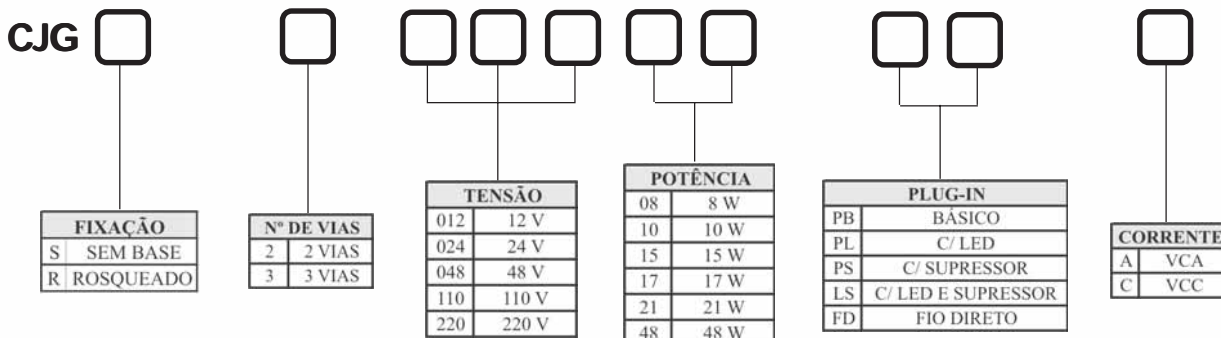 CJG
FIXAÇÃO
S SEM BASE
R ROSQUEADO
Nº DE VIAS
2 2 VIAS
3 3 VIAS
TENSÃO
012 12 V
024 24 V
048 48 V
110 110 V
220 220 V
POTÊNCIA
08 8 W
10 10 W
15 15 W
17 17 W
21 21 W
48 48 W
PLUG-IN
PB BÁSICO
PL C/ LED
PS C/ SUPRESSOR
LS C/ LED E SUPRESSOR
FD FIO DIRETO
CORRENTE
A VCA
C VCC